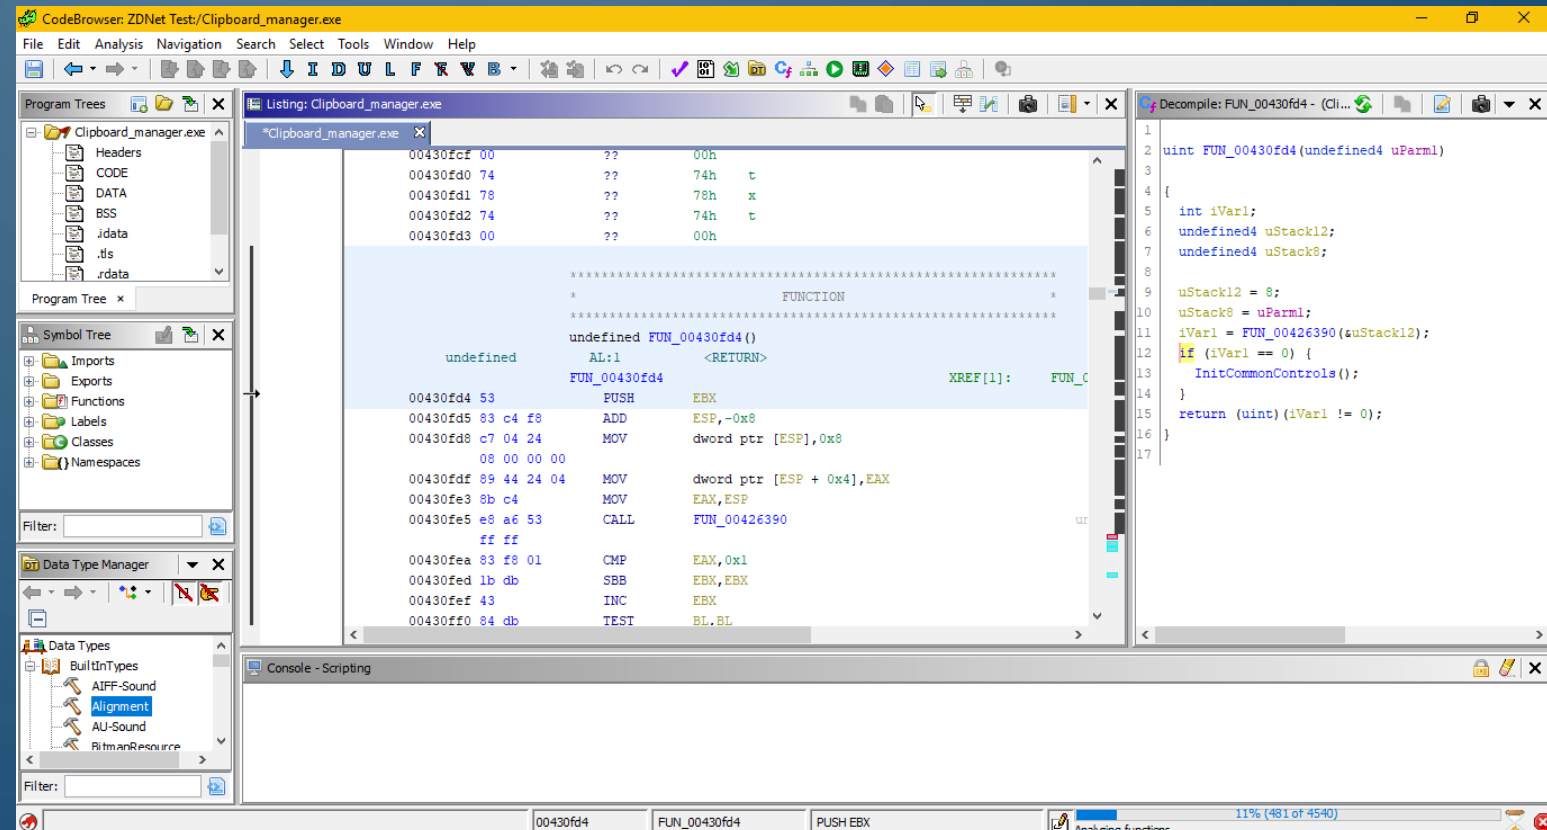 CodeBrowser: ZDNet Test:/Clipboard_manager.exe
File Edit Analysis Navigation Search Select Tools Window Help
I D U L F R V B
Program Trees
Clipboard_manager.exe
Headers
CODE
DATA
BSS
.idata
.tls
.rdata
Program Tree ×
Symbol Tree
Imports
Exports
Functions
Labels
Classes
Namespaces
Filter:
Data Type Manager
Data Types
BuiltInTypes
AIFF-Sound
Alignment
AU-Sound
BitmapResource
Filter:
Listing: Clipboard_manager.exe
*Clipboard_manager.exe
00430fcf 00 ?? 00h
00430fd0 74 ?? 74h t
00430fd1 78 ?? 78h x
00430fd2 74 ?? 74h t
00430fd3 00 ?? 00h
**************************************************************
* FUNCTION *
**************************************************************
undefined FUN_00430fd4()
undefined AL:1 <RETURN>
FUN_00430fd4 XREF[1]: FUN_0
00430fd4 53 PUSH EBX
00430fd5 83 c4 f8 ADD ESP,-0x8
00430fd8 c7 04 24 MOV dword ptr [ESP],0x8
08 00 00 00
00430fdf 89 44 24 04 MOV dword ptr [ESP + 0x4],EAX
00430fe3 8b c4 MOV EAX,ESP
00430fe5 e8 a6 53 CALL FUN_00426390 un
ff ff
00430fea 83 f8 01 CMP EAX,0x1
00430fed 1b db SBB EBX,EBX
00430fef 43 INC EBX
00430ff0 84 db TEST BL,BL
Decompile: FUN_00430fd4 - (Cli...
1
2 uint FUN_00430fd4(undefined4 uParm1)
3
4 {
5 int iVar1;
6 undefined4 uStack12;
7 undefined4 uStack8;
8
9 uStack12 = 8;
10 uStack8 = uParm1;
11 iVar1 = FUN_00426390(&uStack12);
12 if (iVar1 == 0) {
13 InitCommonControls();
14 }
15 return (uint)(iVar1 != 0);
16 }
17
Console - Scripting
00430fd4 FUN_00430fd4 PUSH EBX
11% (481 of 4540)
Analyzing functions